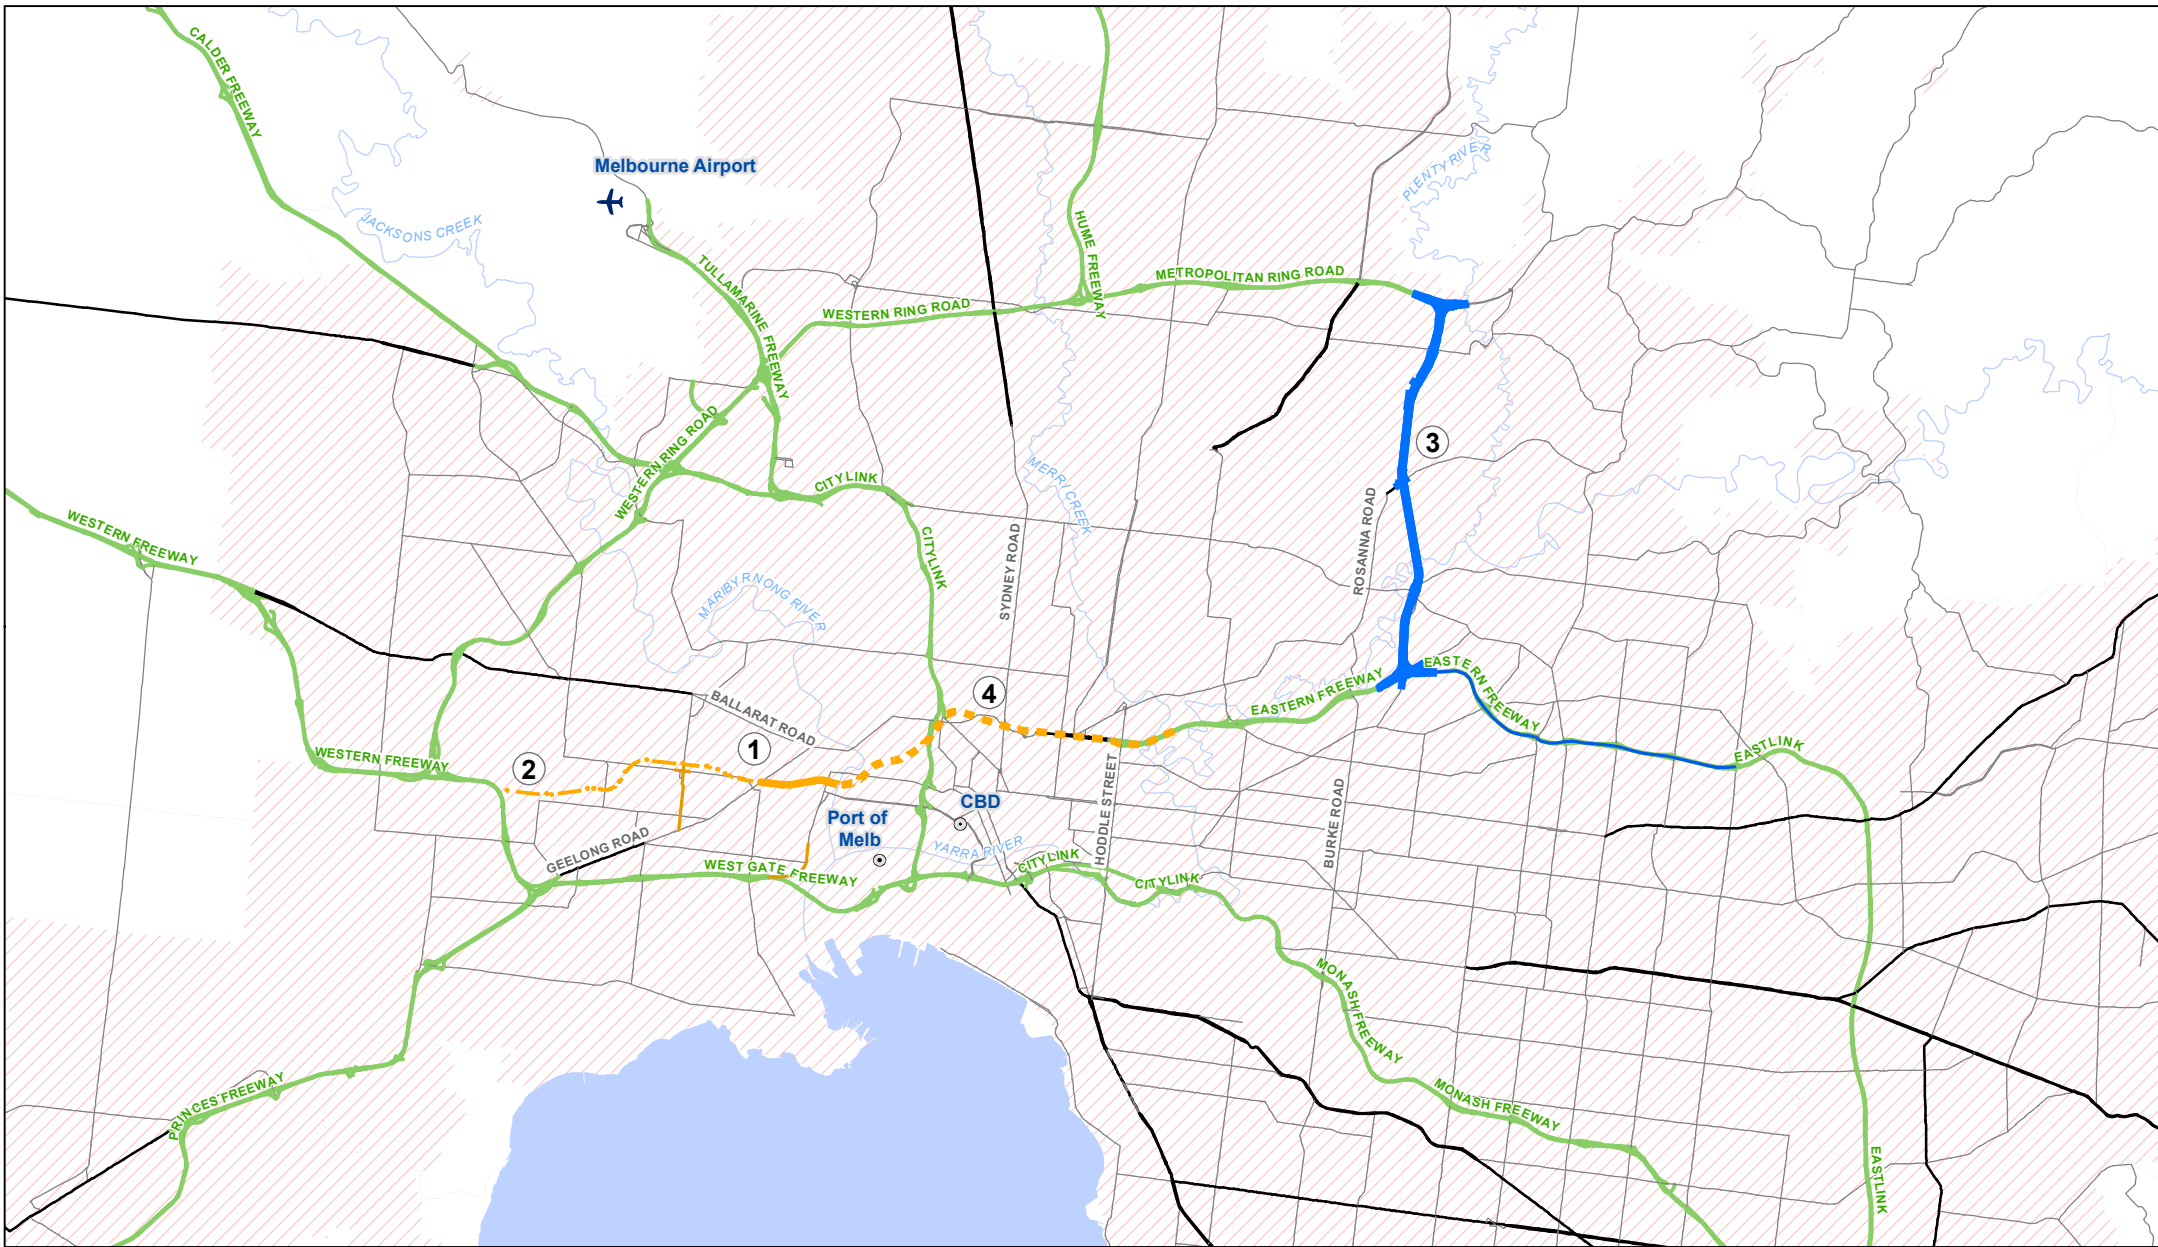 CALDER FREEWAY
Melbourne Airport
PLENTY RIVER
JACKSONS CREEK
HUME FREEWAY
TULLAMARINE FREEWAY
METROPOLITAN RING ROAD
WESTERN RING ROAD
WESTERN RING ROAD
3
CITYLINK
MERRI CREEK
ROSANNA ROAD
WESTERN FREEWAY
CITYLINK
SYDNEY ROAD
MARIBYRNONG RIVER
EASTERN FREEWAY
EASTERN FREEWAY
4
BALLARAT ROAD
1
2
WESTERN FREEWAY
EASTLINK
HODDLE STREET
CBD
Port of
Melb
BURKE ROAD
YARRA RIVER
GEELONG ROAD
WEST GATE FREEWAY
CITYLINK
CITYLINK
MONASH FREEWAY
MONASH FREEWAY
PRINCES FREEWAY
EASTLINK